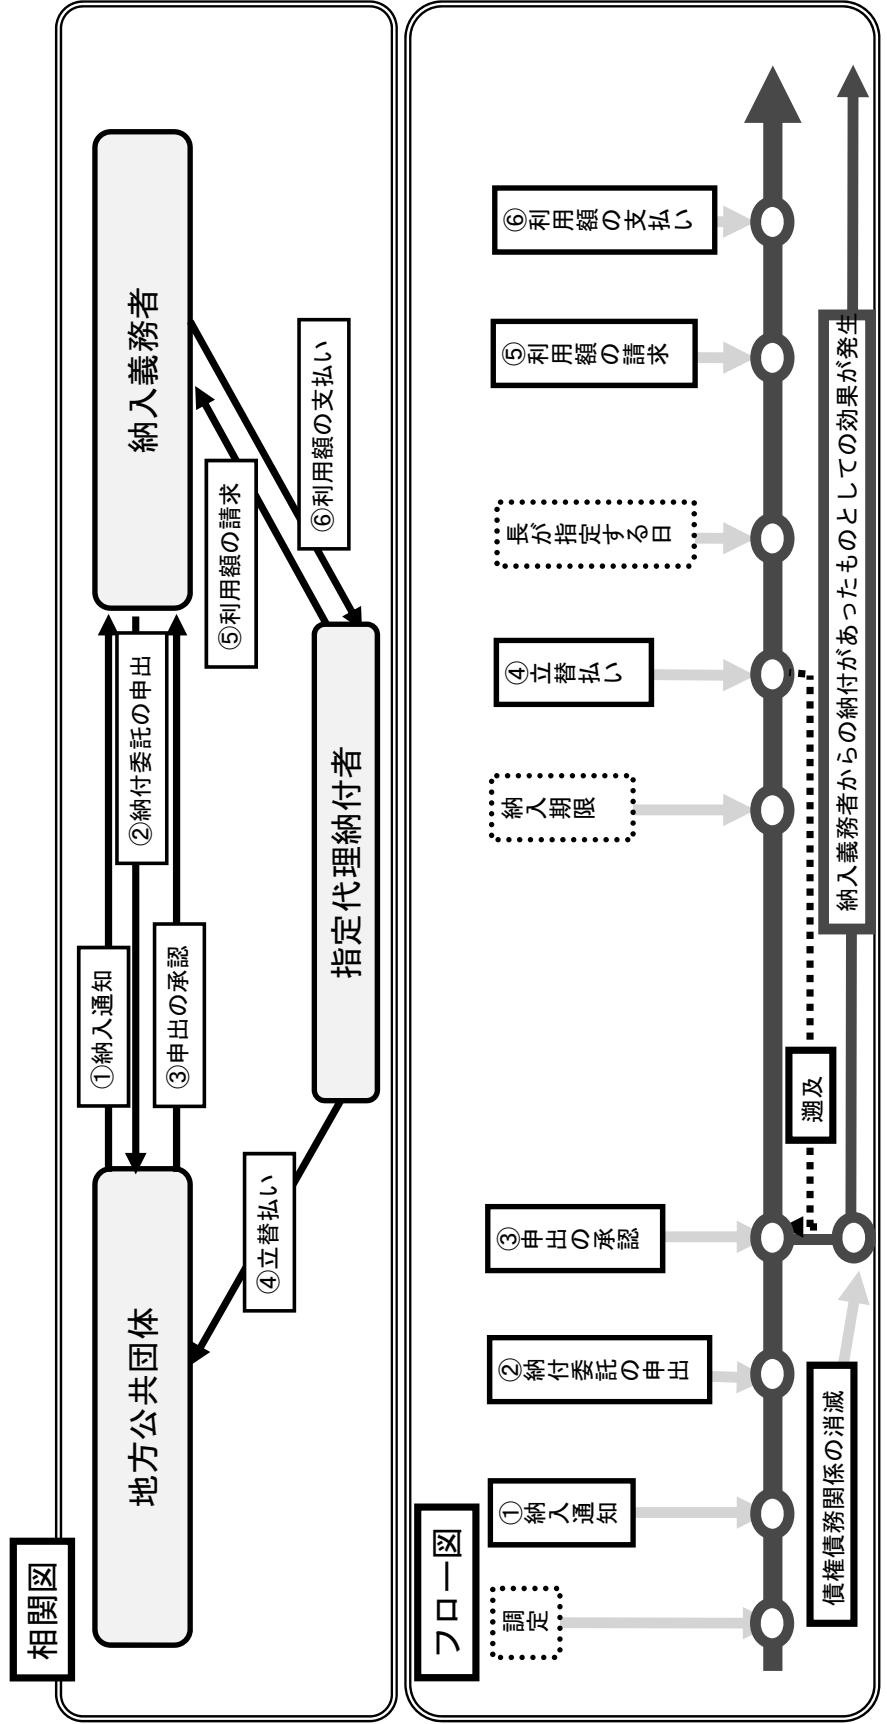 相関図
地方公共団体
納入義務者
指定代理納付者
①納入通知
②納付委託の申出
③申出の承認
④立替払い
⑤利用額の請求
⑥利用額の支払い
フロー図
調定
①納入通知
②納付委託の申出
③申出の承認
納入期限
④立替払い
長が指定する日
⑤利用額の請求
⑥利用額の支払い
遡及
債権債務関係の消滅
納入義務者からの納付があったものとしての効果が発生